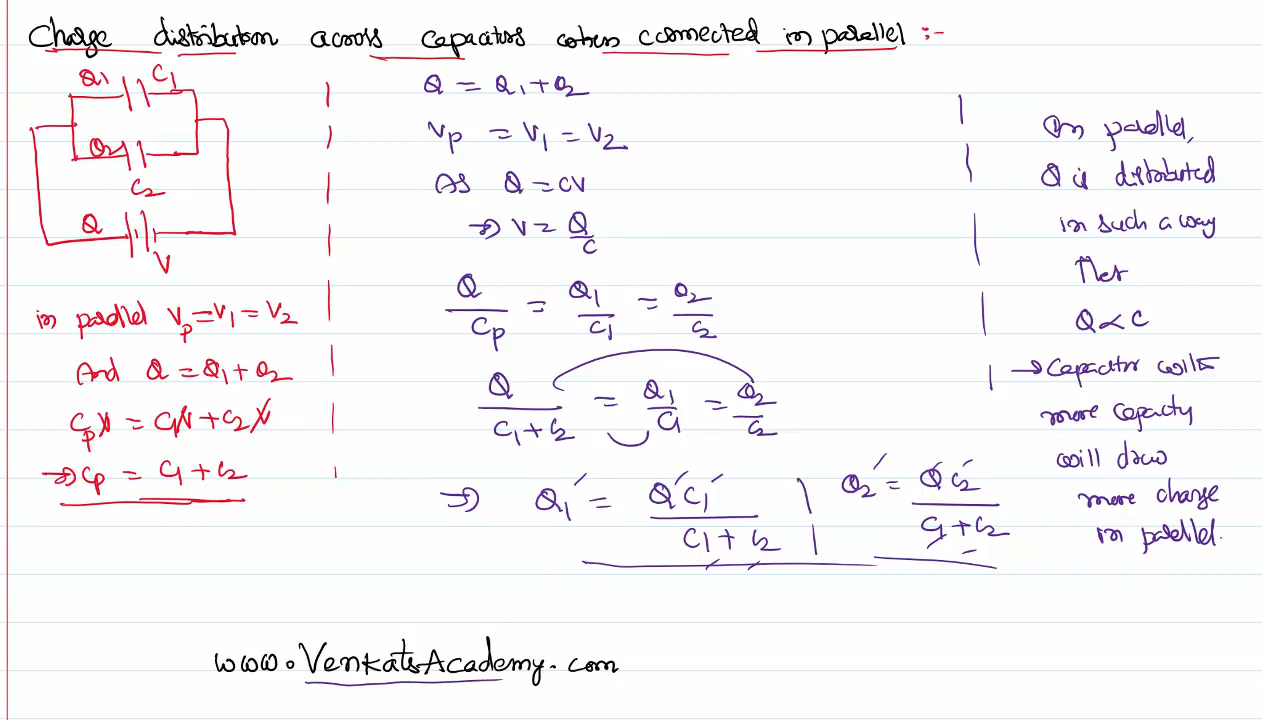 Charge distribution across capacitors when connected in parallel :-
Q1 C1
Q2
C2
Q
V
in parallel Vp = V1 = V2
And Q = Q1 + Q2
CpV = C1V + C2V
⇒ Cp = C1 + C2
Q = Q1 + Q2
Vp = V1 = V2
As Q = CV
⇒ V = Q/C
Q/Cp = Q1/C1 = Q2/C2
Q/(C1 + C2) = Q1/C1 = Q2/C2
⇒ Q1' = Q'C1'/(C1 + C2) | Q2' = Q'C2'/(C1 + C2)
In parallel,
Q is distributed
in such a way
that
Q ∝ C
→ Capacitor with
more capacity
will draw
more charge
in parallel.
www.VenkatsAcademy.com